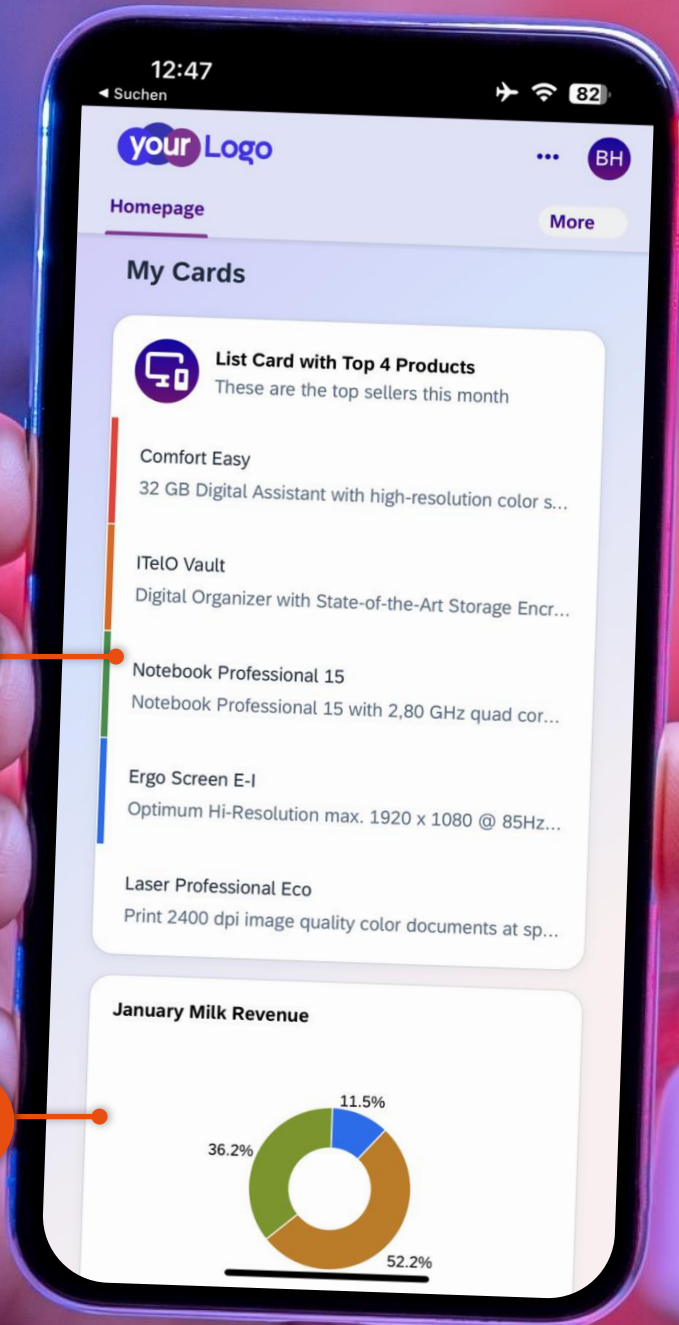 12:47
◄ Suchen
82
your Logo
...
BH
Homepage
More
My Cards
List Card with Top 4 Products
These are the top sellers this month
Comfort Easy
32 GB Digital Assistant with high-resolution color s...
ITelO Vault
Digital Organizer with State-of-the-Art Storage Encr...
Notebook Professional 15
Notebook Professional 15 with 2,80 GHz quad cor...
Ergo Screen E-I
Optimum Hi-Resolution max. 1920 x 1080 @ 85Hz...
Laser Professional Eco
Print 2400 dpi image quality color documents at sp...
January Milk Revenue
11.5%
36.2%
52.2%